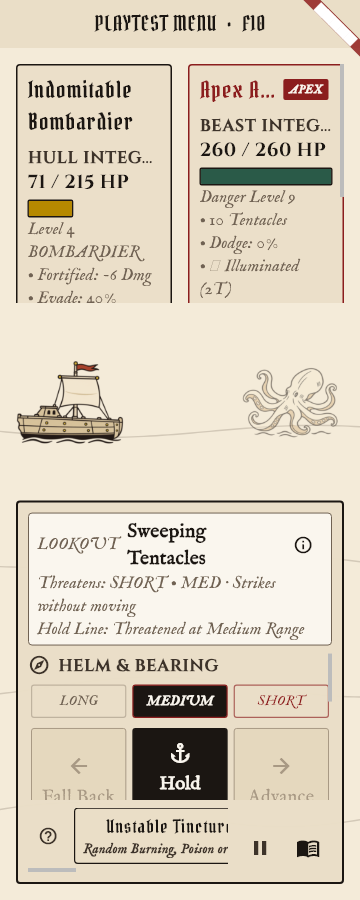 PLAYTEST MENU · F10
Indomitable
Bombardier
HULL INTEG...
71 / 215 HP
Level 4
BOMBARDIER
• Fortified: -6 Dmg
• Evade: 40%
Apex A... APEX
BEAST INTEG...
260 / 260 HP
Danger Level 9
• 10 Tentacles
• Dodge: 0%
• Illuminated
(2T)
LOOKOUT Sweeping
Tentacles
Threatens: SHORT • MED · Strikes
without moving
Hold Line: Threatened at Medium Range
HELM & BEARING
LONG MEDIUM SHORT
Fall Back Hold Advance
Unstable Tincture
Random Burning, Poison or